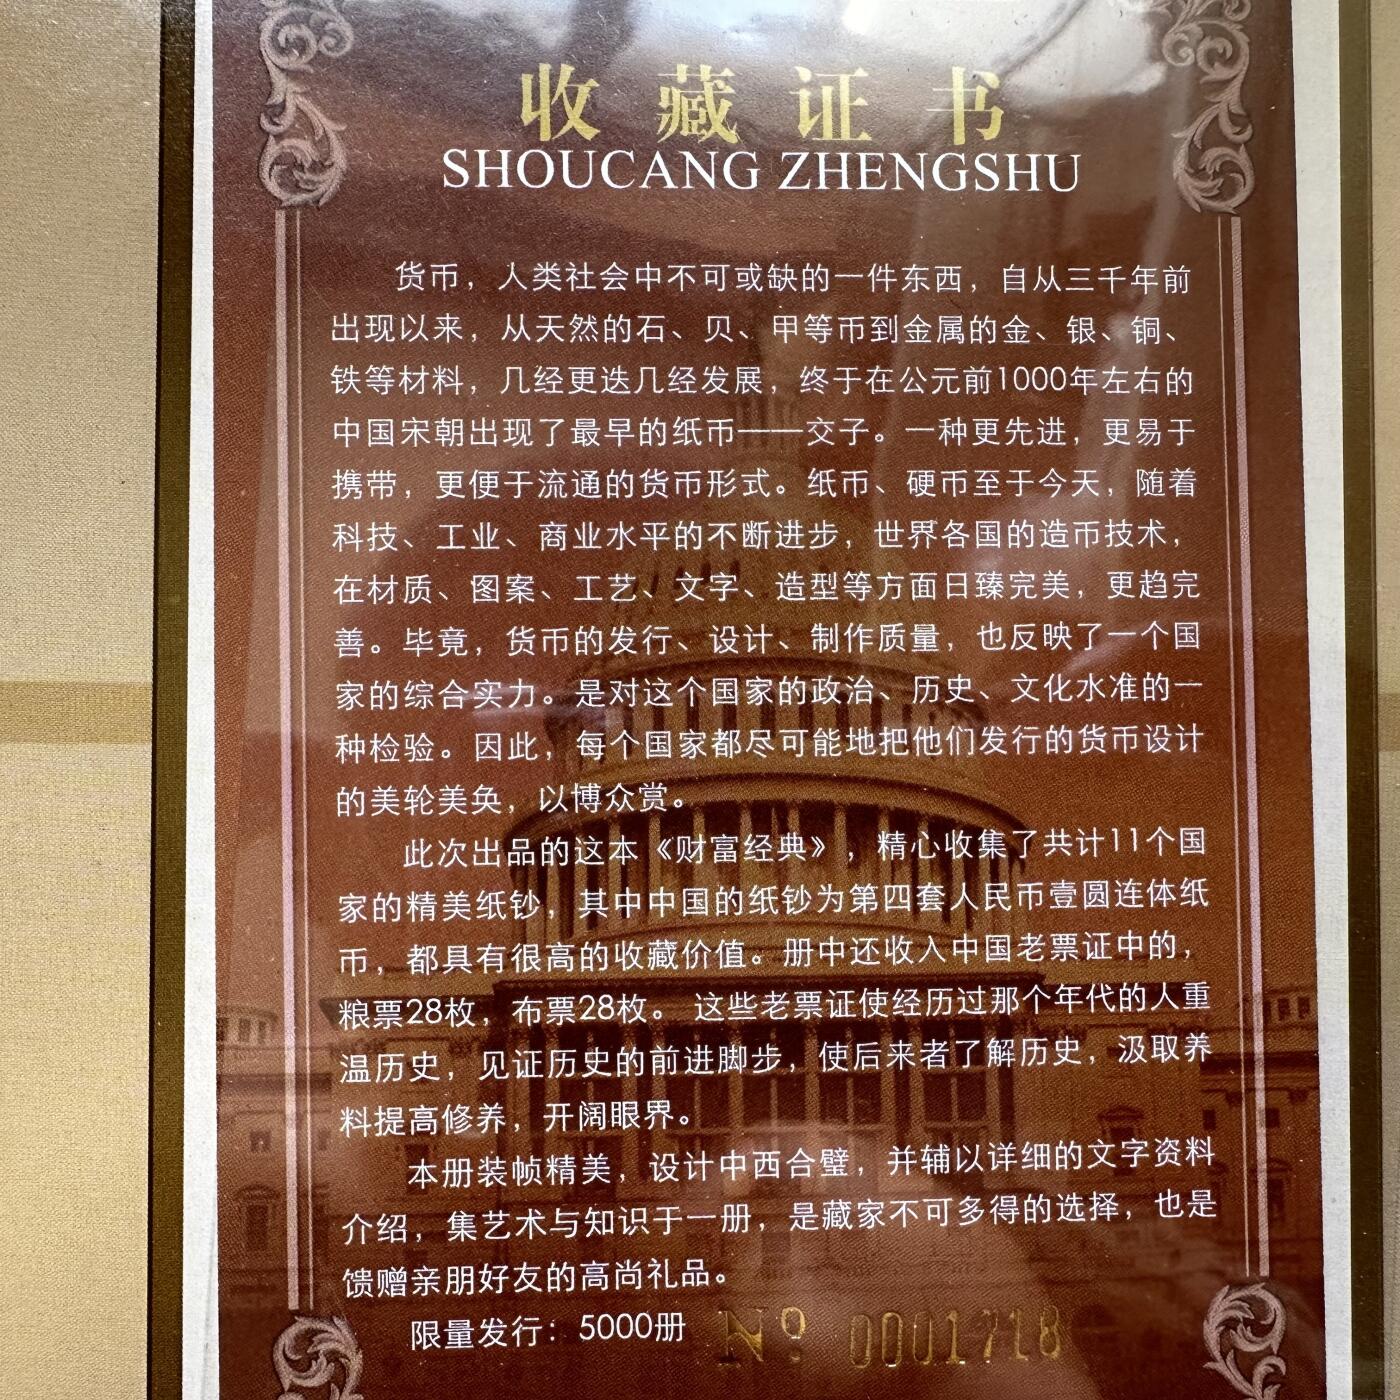 收藏证书
SHOUCANG ZHENGSHU
货币，人类社会中不可或缺的一件东西，自从三千年前
出现以来，从天然的石、贝、甲等币到金属的金、银、铜、
铁等材料，几经更迭几经发展，终于在公元前1000年左右的
中国宋朝出现了最早的纸币——交子。一种更先进，更易于
携带，更便于流通的货币形式。纸币、硬币至于今天，随着
科技、工业、商业水平的不断进步，世界各国的造币技术，
在材质、图案、工艺、文字、造型等方面日臻完美，更趋完
善。毕竟，货币的发行、设计、制作质量，也反映了一个国
家的综合实力。是对这个国家的政治、历史、文化水准的一
种检验。因此，每个国家都尽可能地把他们发行的货币设计
的美轮美奂，以博众赏。
此次出品的这本《财富经典》，精心收集了共计11个国
家的精美纸钞，其中中国的纸钞为第四套人民币壹圆连体纸
币，都具有很高的收藏价值。册中还收入中国老票证中的，
粮票28枚，布票28枚。 这些老票证使经历过那个年代的人重
温历史，见证历史的前进脚步，使后来者了解历史，汲取养
料提高修养，开阔眼界。
本册装帧精美，设计中西合璧，并辅以详细的文字资料
介绍，集艺术与知识于一册，是藏家不可多得的选择，也是
馈赠亲朋好友的高尚礼品。
限量发行：5000册 Nº 0001718